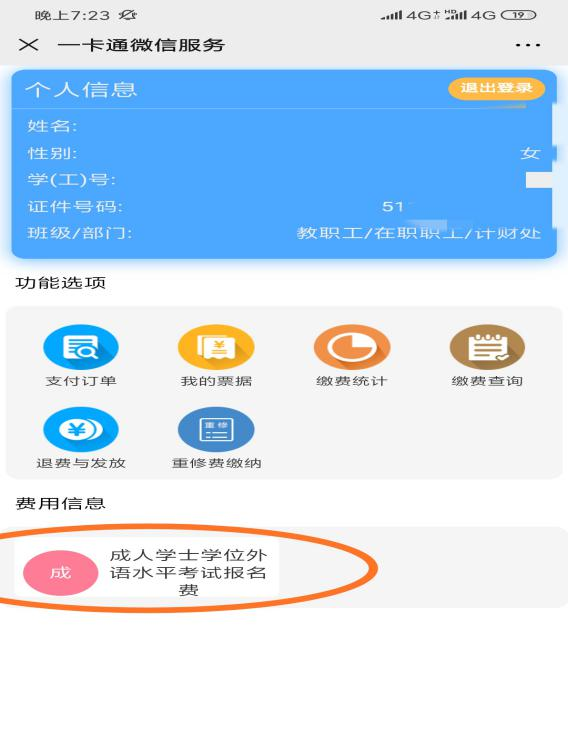 晚上7:23
4G HD 4G 19
一卡通微信服务
个人信息 退出登录
姓名:
性别: 女
学(工)号:
证件号码: 51
班级/部门: 教职工/在职职工/计财处
功能选项
支付订单 我的票据 缴费统计 缴费查询
重修
退费与发放 重修费缴纳
费用信息
成
成人学士学位外
语水平考试报名
费